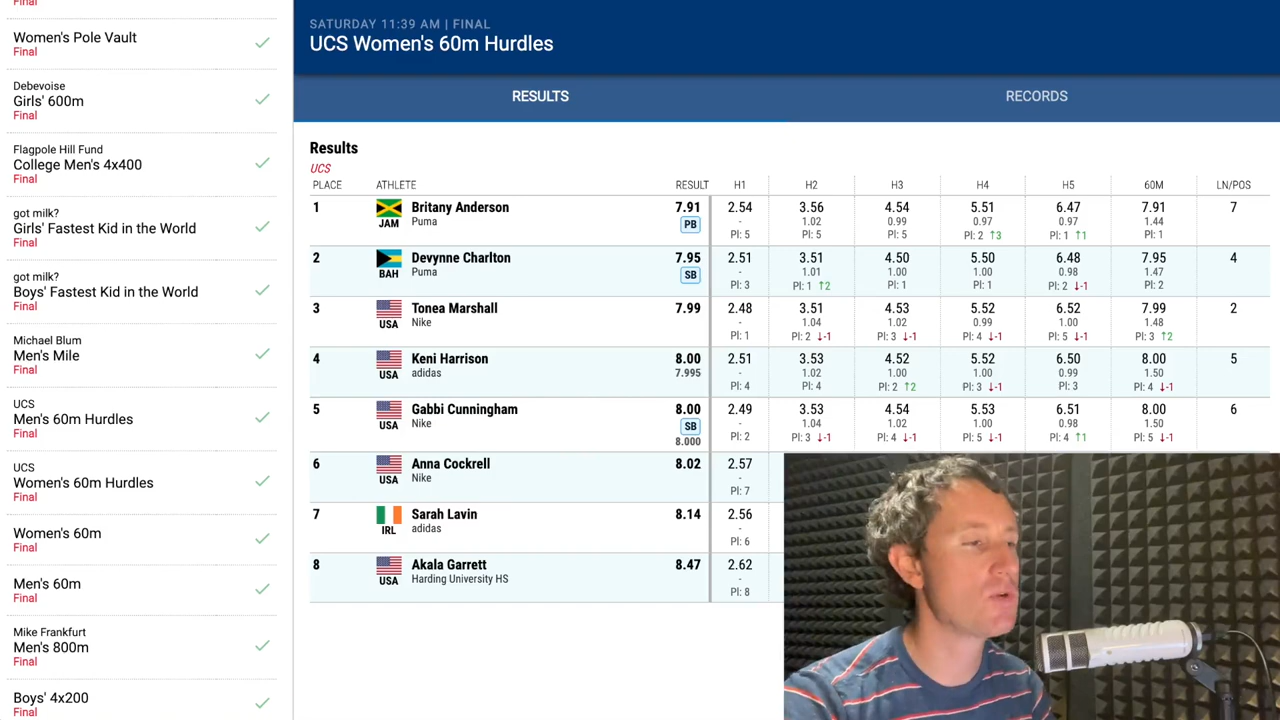 Final
Women's Pole Vault
Final
Debevoise
Girls' 600m
Final
Flagpole Hill Fund
College Men's 4x400
Final
got milk?
Girls' Fastest Kid in the World
Final
got milk?
Boys' Fastest Kid in the World
Final
Michael Blum
Men's Mile
Final
UCS
Men's 60m Hurdles
Final
UCS
Women's 60m Hurdles
Final
Women's 60m
Final
Men's 60m
Final
Mike Frankfurt
Men's 800m
Final
Boys' 4x200
Final
SATURDAY 11:39 AM | FINAL
UCS Women's 60m Hurdles
RESULTS RECORDS
Results
UCS
PLACE ATHLETE RESULT H1 H2 H3 H4 H5 60M LN/POS
1 Britany Anderson 7.91 2.54 3.56 4.54 5.51 6.47 7.91 7
JAM Puma PB - 1.02 0.99 0.97 0.97 1.44
Pl: 5 Pl: 5 Pl: 5 Pl: 2 ↑3 Pl: 1 ↑1 Pl: 1
2 Devynne Charlton 7.95 2.51 3.51 4.50 5.50 6.48 7.95 4
BAH Puma SB - 1.01 1.00 1.00 0.98 1.47
Pl: 3 Pl: 1 ↑2 Pl: 1 Pl: 1 Pl: 2 ↓-1 Pl: 2
3 Tonea Marshall 7.99 2.48 3.51 4.53 5.52 6.52 7.99 2
USA Nike - 1.04 1.02 0.99 1.00 1.48
Pl: 1 Pl: 2 ↓-1 Pl: 3 ↓-1 Pl: 4 ↓-1 Pl: 5 ↓-1 Pl: 3 ↑2
4 Keni Harrison 8.00 2.51 3.53 4.52 5.52 6.50 8.00 5
USA adidas 7.995 - 1.02 1.00 1.00 0.99 1.50
Pl: 4 Pl: 4 Pl: 2 ↑2 Pl: 3 ↓-1 Pl: 3 Pl: 4 ↓-1
5 Gabbi Cunningham 8.00 2.49 3.53 4.54 5.53 6.51 8.00 6
USA Nike SB - 1.04 1.02 1.00 0.98 1.50
8.000 Pl: 2 Pl: 3 ↓-1 Pl: 4 ↓-1 Pl: 5 ↓-1 Pl: 4 ↑1 Pl: 5 ↓-1
6 Anna Cockrell 8.02 2.57
USA Nike -
Pl: 7
7 Sarah Lavin 8.14 2.56
IRL adidas -
Pl: 6
8 Akala Garrett 8.47 2.62
USA Harding University HS -
Pl: 8